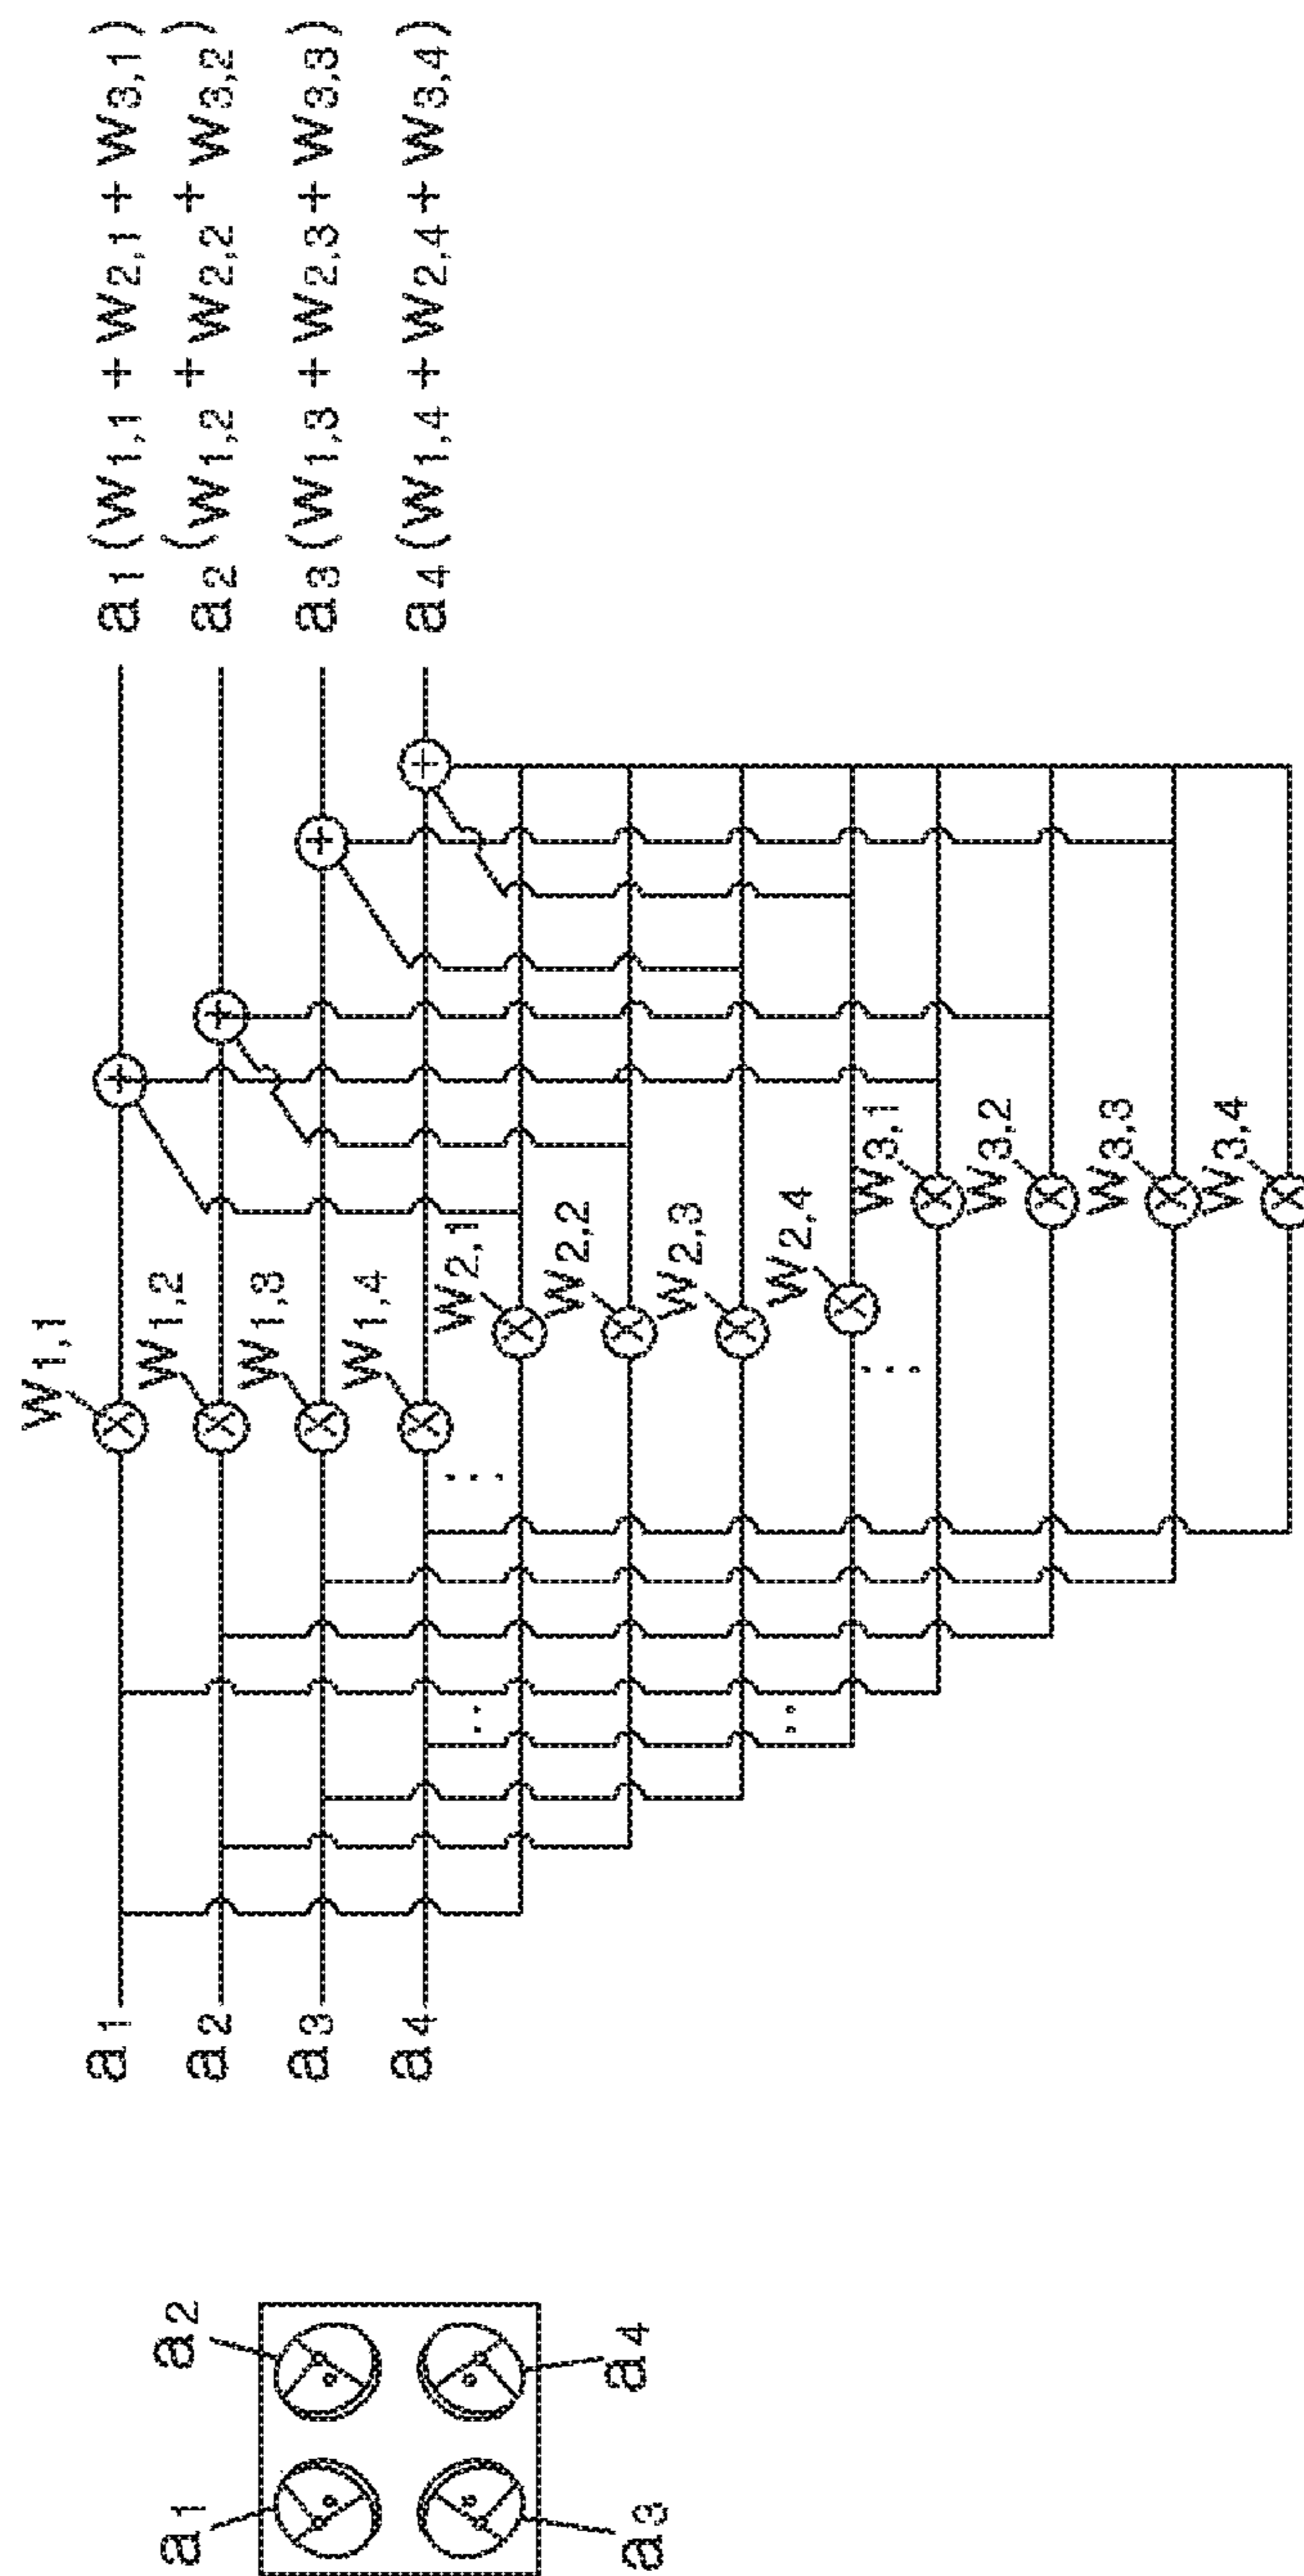 a1
a2
a3
a4
a1
a2
a3
a4
W1,1
W1,2
W1,3
W1,4
W2,1
W2,2
W2,3
W2,4
W3,1
W3,2
W3,3
W3,4
a1(W1,1+W2,1+W3,1)
a2(W1,2+W2,2+W3,2)
a3(W1,3+W2,3+W3,3)
a4(W1,4+W2,4+W3,4)